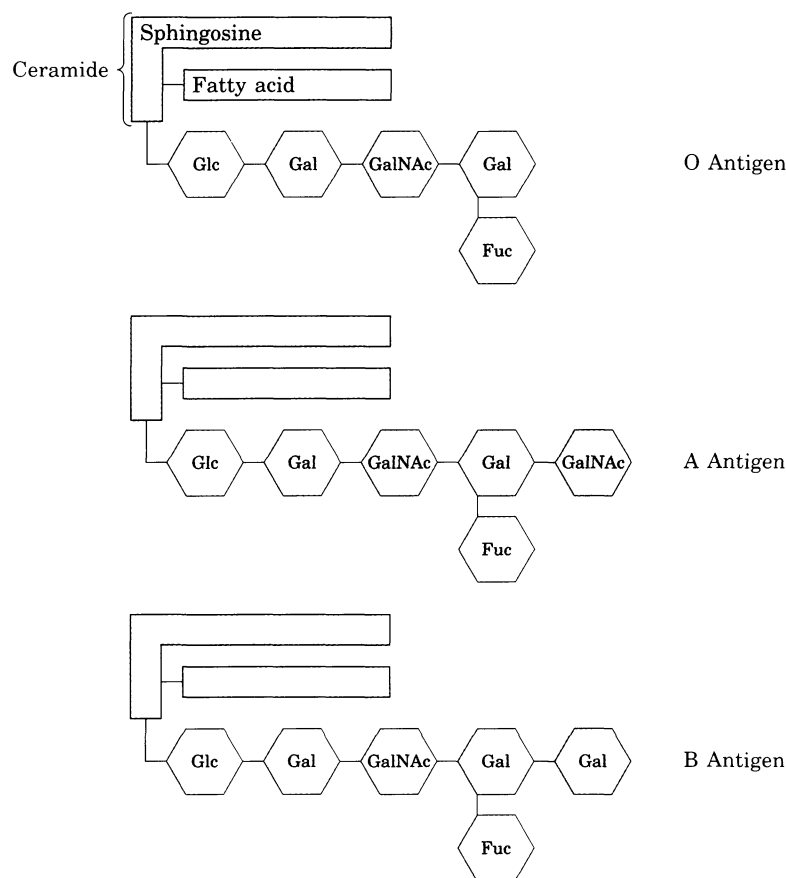 Sphingosine
Ceramide
Fatty acid
Glc Gal GalNAc Gal O Antigen
Fuc
Glc Gal GalNAc Gal GalNAc A Antigen
Fuc
Glc Gal GalNAc Gal Gal B Antigen
Fuc